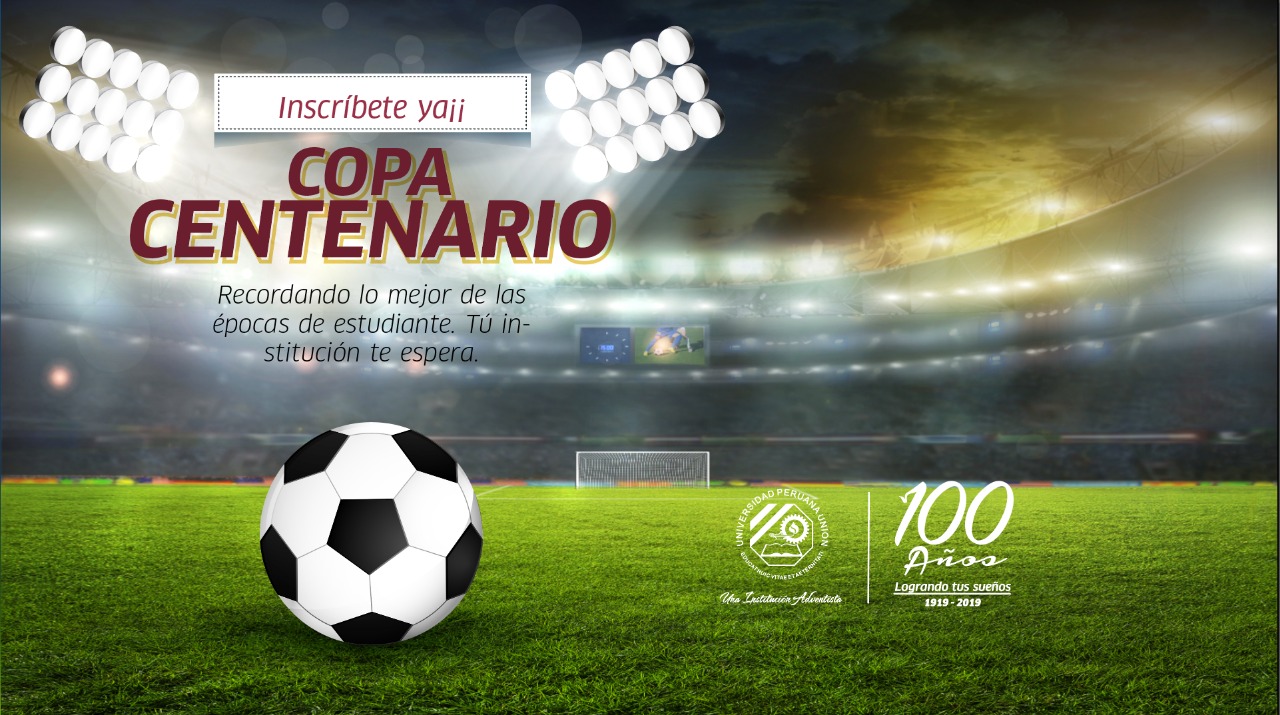 Inscríbete ya¡¡
COPA
CENTENARIO
Recordando lo mejor de las
épocas de estudiante. Tú in-
stitución te espera.
UNIVERSIDAD PERUANA UNION
Una Institución Adventista
100
Años
Logrando tus sueños
1919 - 2019